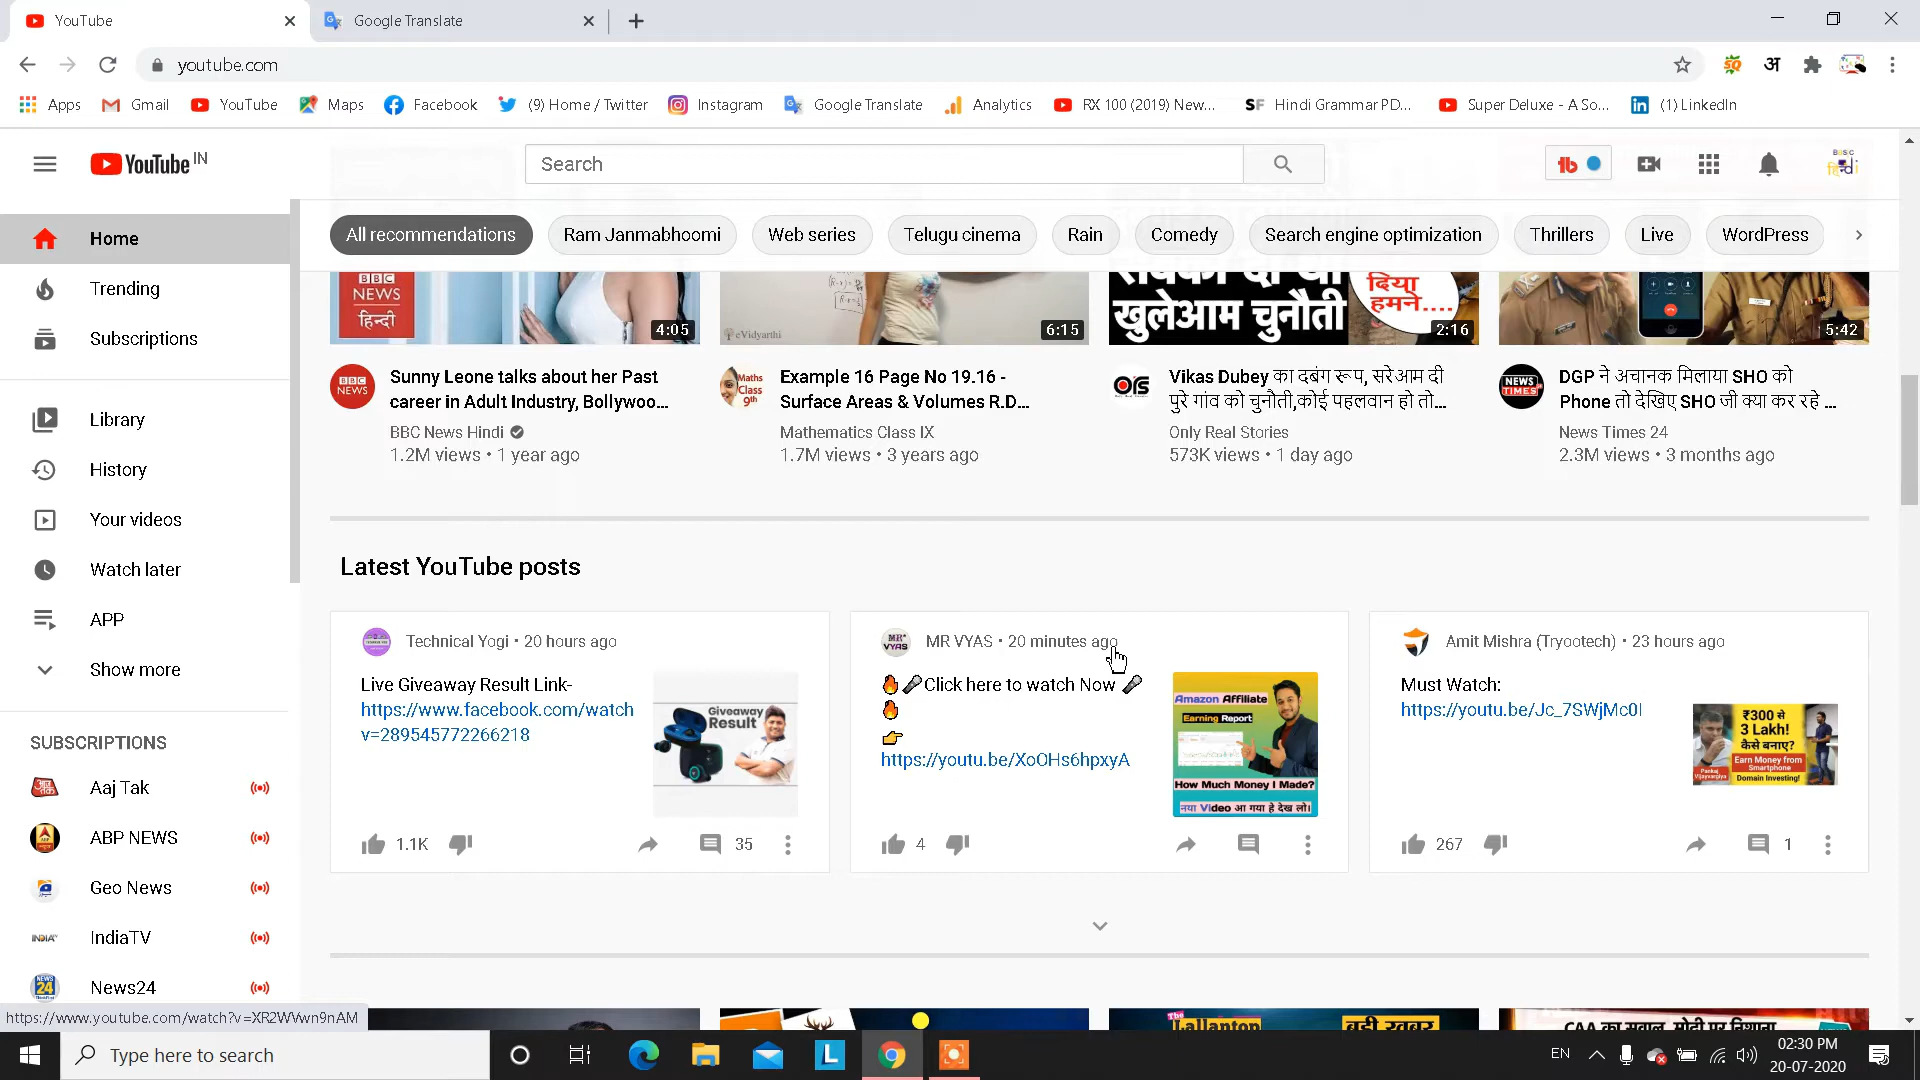 YouTube
Google Translate
youtube.com
Apps
Gmail
YouTube
Maps
Facebook
(9) Home / Twitter
Instagram
Google Translate
Analytics
RX 100 (2019) New...
SF Hindi Grammar PD...
Super Deluxe - A So...
(1) LinkedIn
YouTube IN
Search
Home
Trending
Subscriptions
Library
History
Your videos
Watch later
APP
Show more
SUBSCRIPTIONS
Aaj Tak
ABP NEWS
Geo News
IndiaTV
News24
All recommendations
Ram Janmabhoomi
Web series
Telugu cinema
Rain
Comedy
Search engine optimization
Thrillers
Live
WordPress
BBC
NEWS
हिन्दी
4:05
eVidyarthi
6:15
खुलेआम चुनौती
दिया
हमने....
2:16
5:42
Sunny Leone talks about her Past
career in Adult Industry, Bollywoo...
BBC News Hindi
1.2M views • 1 year ago
Example 16 Page No 19.16 -
Surface Areas & Volumes R.D...
Mathematics Class IX
1.7M views • 3 years ago
Vikas Dubey का दबंग रूप, सरेआम दी
पुरे गांव को चुनौती,कोई पहलवान हो तो...
Only Real Stories
573K views • 1 day ago
DGP ने अचानक मिलाया SHO को
Phone तो देखिए SHO जी क्या कर रहे ...
News Times 24
2.3M views • 3 months ago
Latest YouTube posts
Technical Yogi • 20 hours ago
Live Giveaway Result Link-
https://www.facebook.com/watch
v=289545772266218
Giveaway
Result
1.1K
35
MR VYAS • 20 minutes ago
🔥🎤Click here to watch Now 🎤
🔥
👉
https://youtu.be/XoOHs6hpxyA
Amazon Affiliate
Earning Report
How Much Money I Made?
नया Video आ गया हे देख लो।
4
Amit Mishra (Tryootech) • 23 hours ago
Must Watch:
https://youtu.be/Jc_7SWjMc0I
₹300 से
3 Lakh!
कैसे बनाए?
Earn Money from
Smartphone
Domain Investing!
Pankaj
Vijayvargiya
267
1
The
Lallantop
बड़ी खबर
CAA का सवाल, मोदी पर निशाना
https://www.youtube.com/watch?v=XR2WVwn9nAM
Type here to search
EN
02:30 PM
20-07-2020